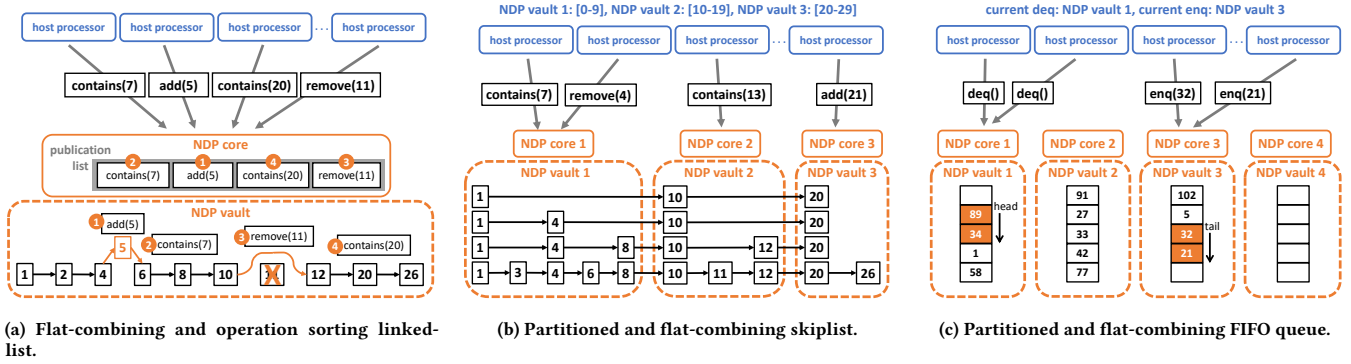 host processor host processor host processor ... host processor
contains(7) add(5) contains(20) remove(11)
NDP core
publication list
2 1 4 3
contains(7) add(5) contains(20) remove(11)
NDP vault
1 add(5)
2 contains(7)
3 remove(11)
4 contains(20)
5
1 2 4 6 8 10 X 12 20 26
(a) Flat-combining and operation sorting linked-
list.
NDP vault 1: [0-9], NDP vault 2: [10-19], NDP vault 3: [20-29]
host processor host processor host processor ... host processor
contains(7) remove(4) contains(13) add(21)
NDP core 1 NDP core 2 NDP core 3
NDP vault 1 NDP vault 2 NDP vault 3
1 10 20
1 4 10 20
1 4 8 10 12 20
1 3 4 6 8 10 11 12 20 26
(b) Partitioned and flat-combining skiplist.
current deq: NDP vault 1, current enq: NDP vault 3
host processor host processor host processor ... host processor
deq() deq() enq(32) enq(21)
NDP core 1 NDP core 2 NDP core 3 NDP core 4
NDP vault 1 NDP vault 2 NDP vault 3 NDP vault 4
91 102
head
89 27 5
34 33 32 tail
1 42 21
58 77
(c) Partitioned and flat-combining FIFO queue.